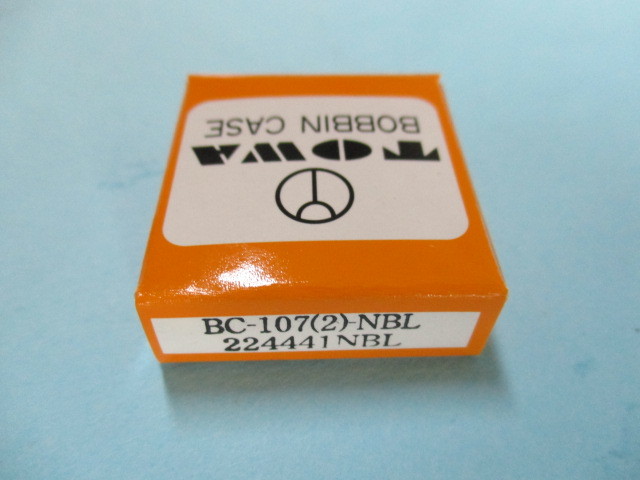 TOWA
BOBBIN CASE
BC-107(2)-NBL
224441NBL